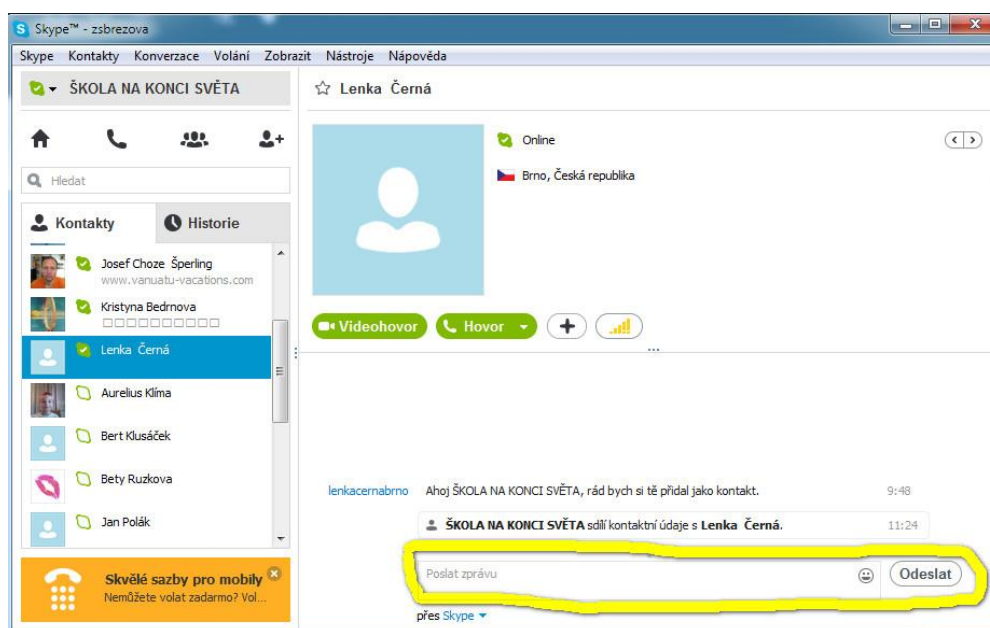 Skype™ - zsbrezova
Skype Kontakty Konverzace Volání Zobrazit Nástroje Nápověda
ŠKOLA NA KONCI SVĚTA
Hledat
Kontakty Historie
Josef Choze Šperling
www.vanuatu-vacations.com
Kristyna Bedrnova
Lenka Černá
Aurelius Klíma
Bert Klusáček
Bety Ruzkova
Jan Polák
Skvělé sazby pro mobily
Nemůžete volat zadarmo? Vol...
Lenka Černá
Online
Brno, Česká republika
Videohovor Hovor
lenkacernabrno Ahoj ŠKOLA NA KONCI SVĚTA, rád bych si tě přidal jako kontakt. 9:48
ŠKOLA NA KONCI SVĚTA sdílí kontaktní údaje s Lenka Černá. 11:24
Poslat zprávu Odeslat
přes Skype